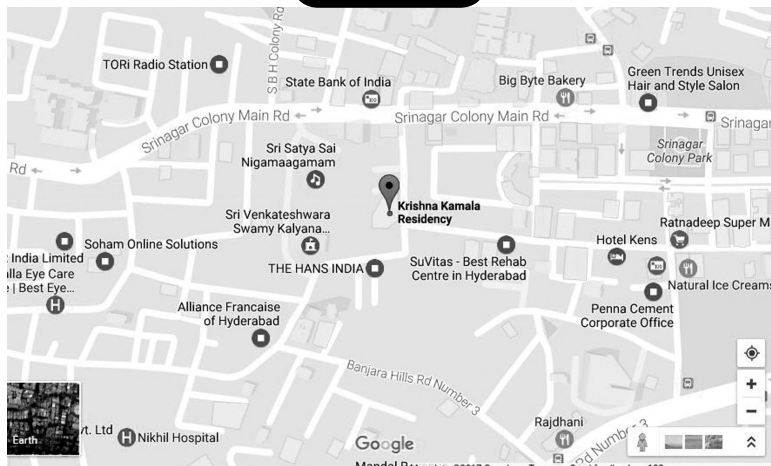 TORi Radio Station
S B H Colony Rd
State Bank of India
Big Byte Bakery
Green Trends Unisex
Hair and Style Salon
Srinagar Colony Main Rd
Srinagar Colony Main Rd
Srinagar
Srinagar
Colony Park
Sri Satya Sai
Nigamaagamam
Rd
Krishna Kamala
Residency
Sri Venkateshwara
Swamy Kalyana...
Ratnadeep Super M
Hotel Kens
Soham Online Solutions
India Limited
THE HANS INDIA
SuVitas - Best Rehab
Centre in Hyderabad
alla Eye Care
e | Best Eye...
H
Natural Ice Creams
Penna Cement
Corporate Office
Alliance Francaise
of Hyderabad
Banjara Hills Rd Number 3
+
−
Rajdhani
Earth
vt. Ltd
H
Nikhil Hospital
Google
Rd Number 3